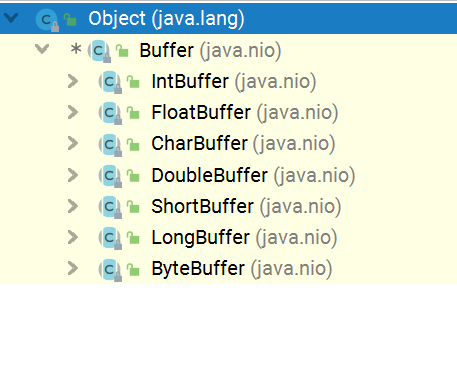 Object (java.lang)
* Buffer (java.nio)
IntBuffer (java.nio)
FloatBuffer (java.nio)
CharBuffer (java.nio)
DoubleBuffer (java.nio)
ShortBuffer (java.nio)
LongBuffer (java.nio)
ByteBuffer (java.nio)